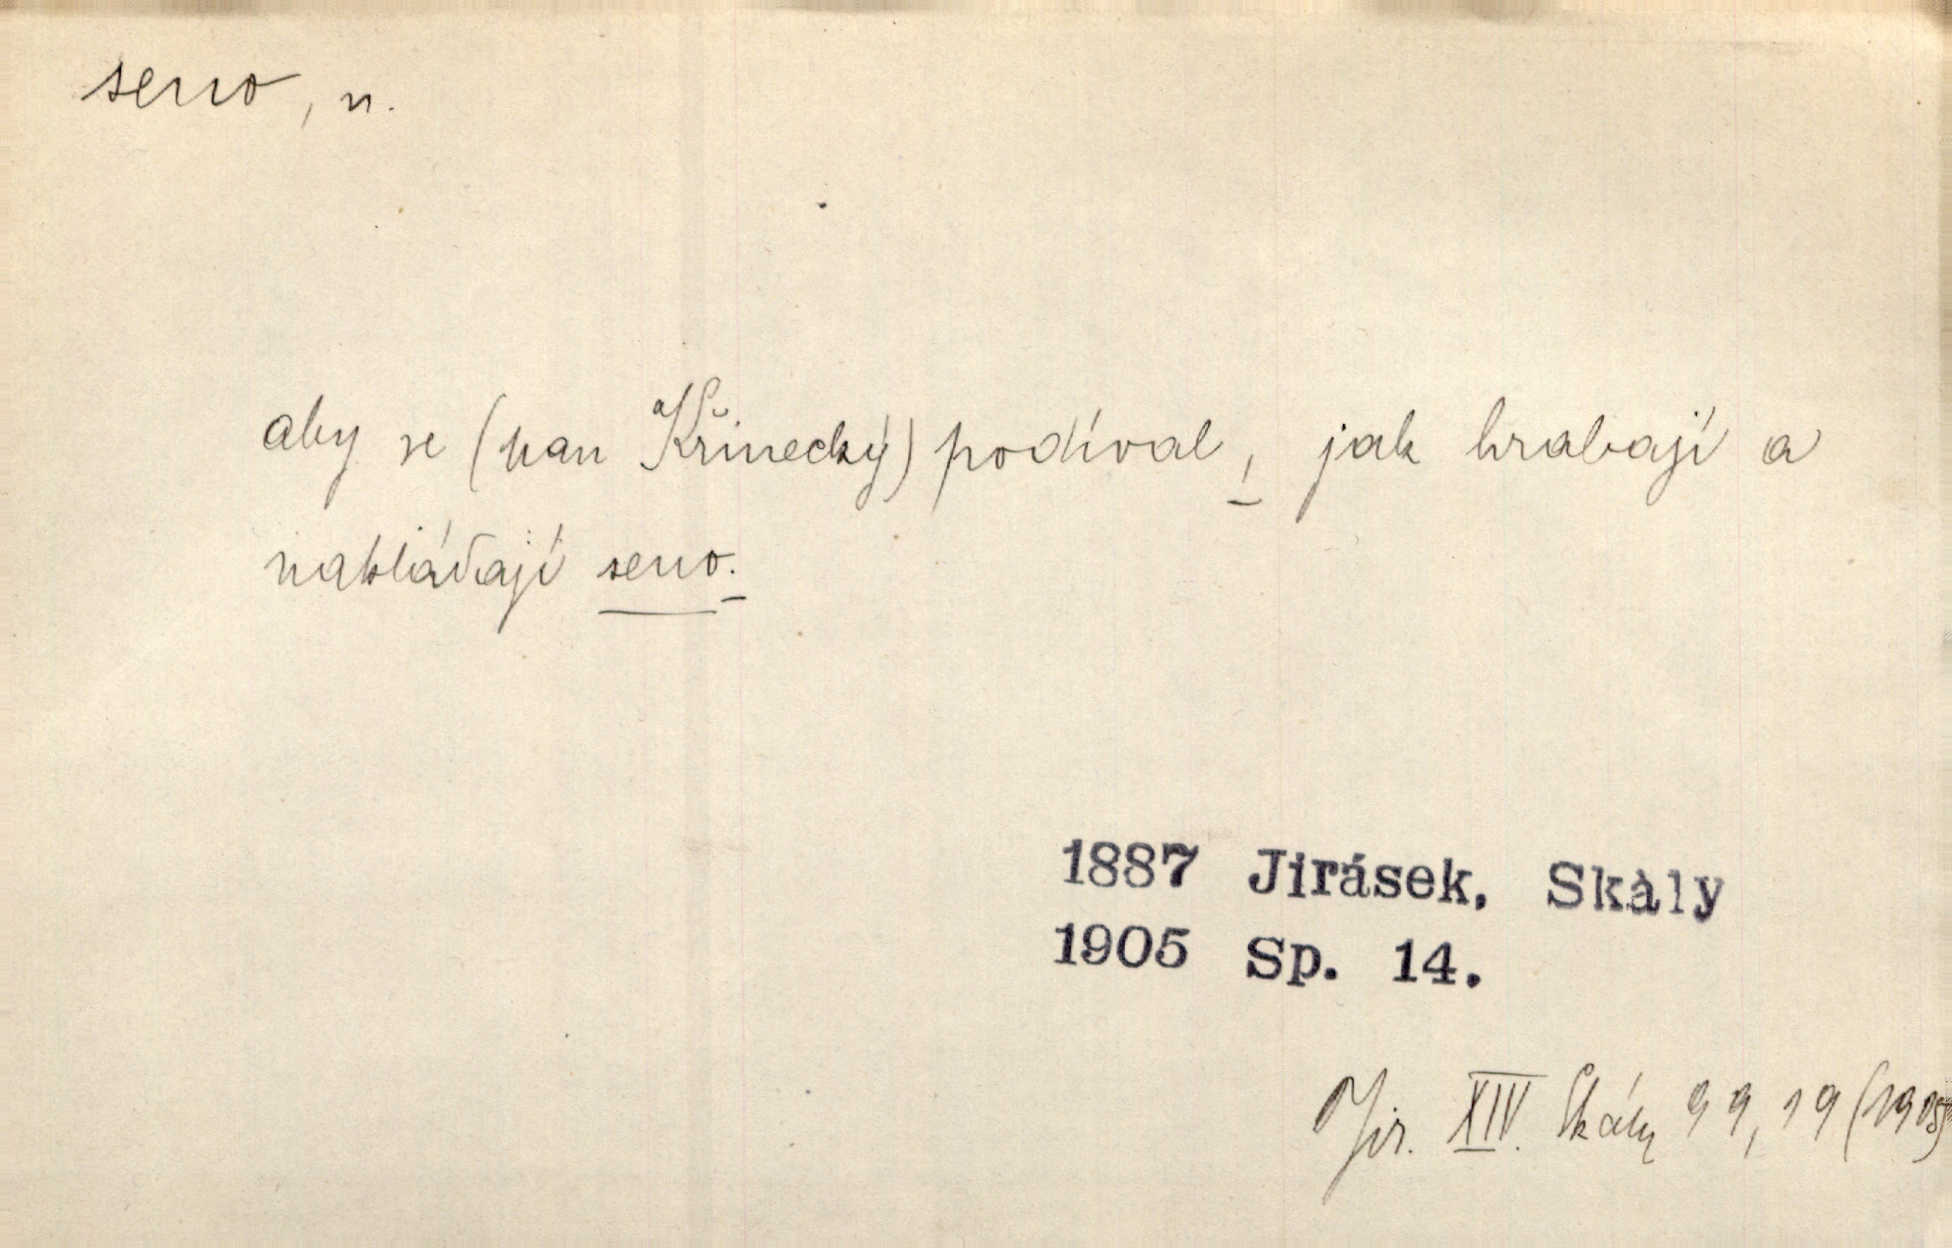 seno, n.
aby se (pan Křinecký) podíval, jak hrabají a
nakládají seno.
1887 Jirásek, Skály
1905 Sp. 14.
Jir. XIV. Skály 99, 19 (1905)